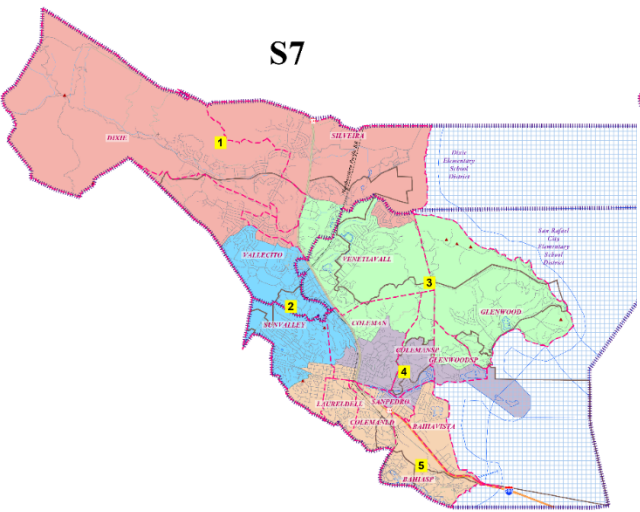 S7
DIXIE
1
SILVEIRA
Dixie
Elementary
School
District
San Rafael
City
Elementary
School
District
VALLECITO
VENETIAVALL
3
2
SUNVALLEY
COLEMAN
GLENWOOD
COLEMANSP
GLENWOODSP
4
LAURELDELL
SANPEDRO
COLEMANLD
BAHIAVISTA
5
BAHIASP